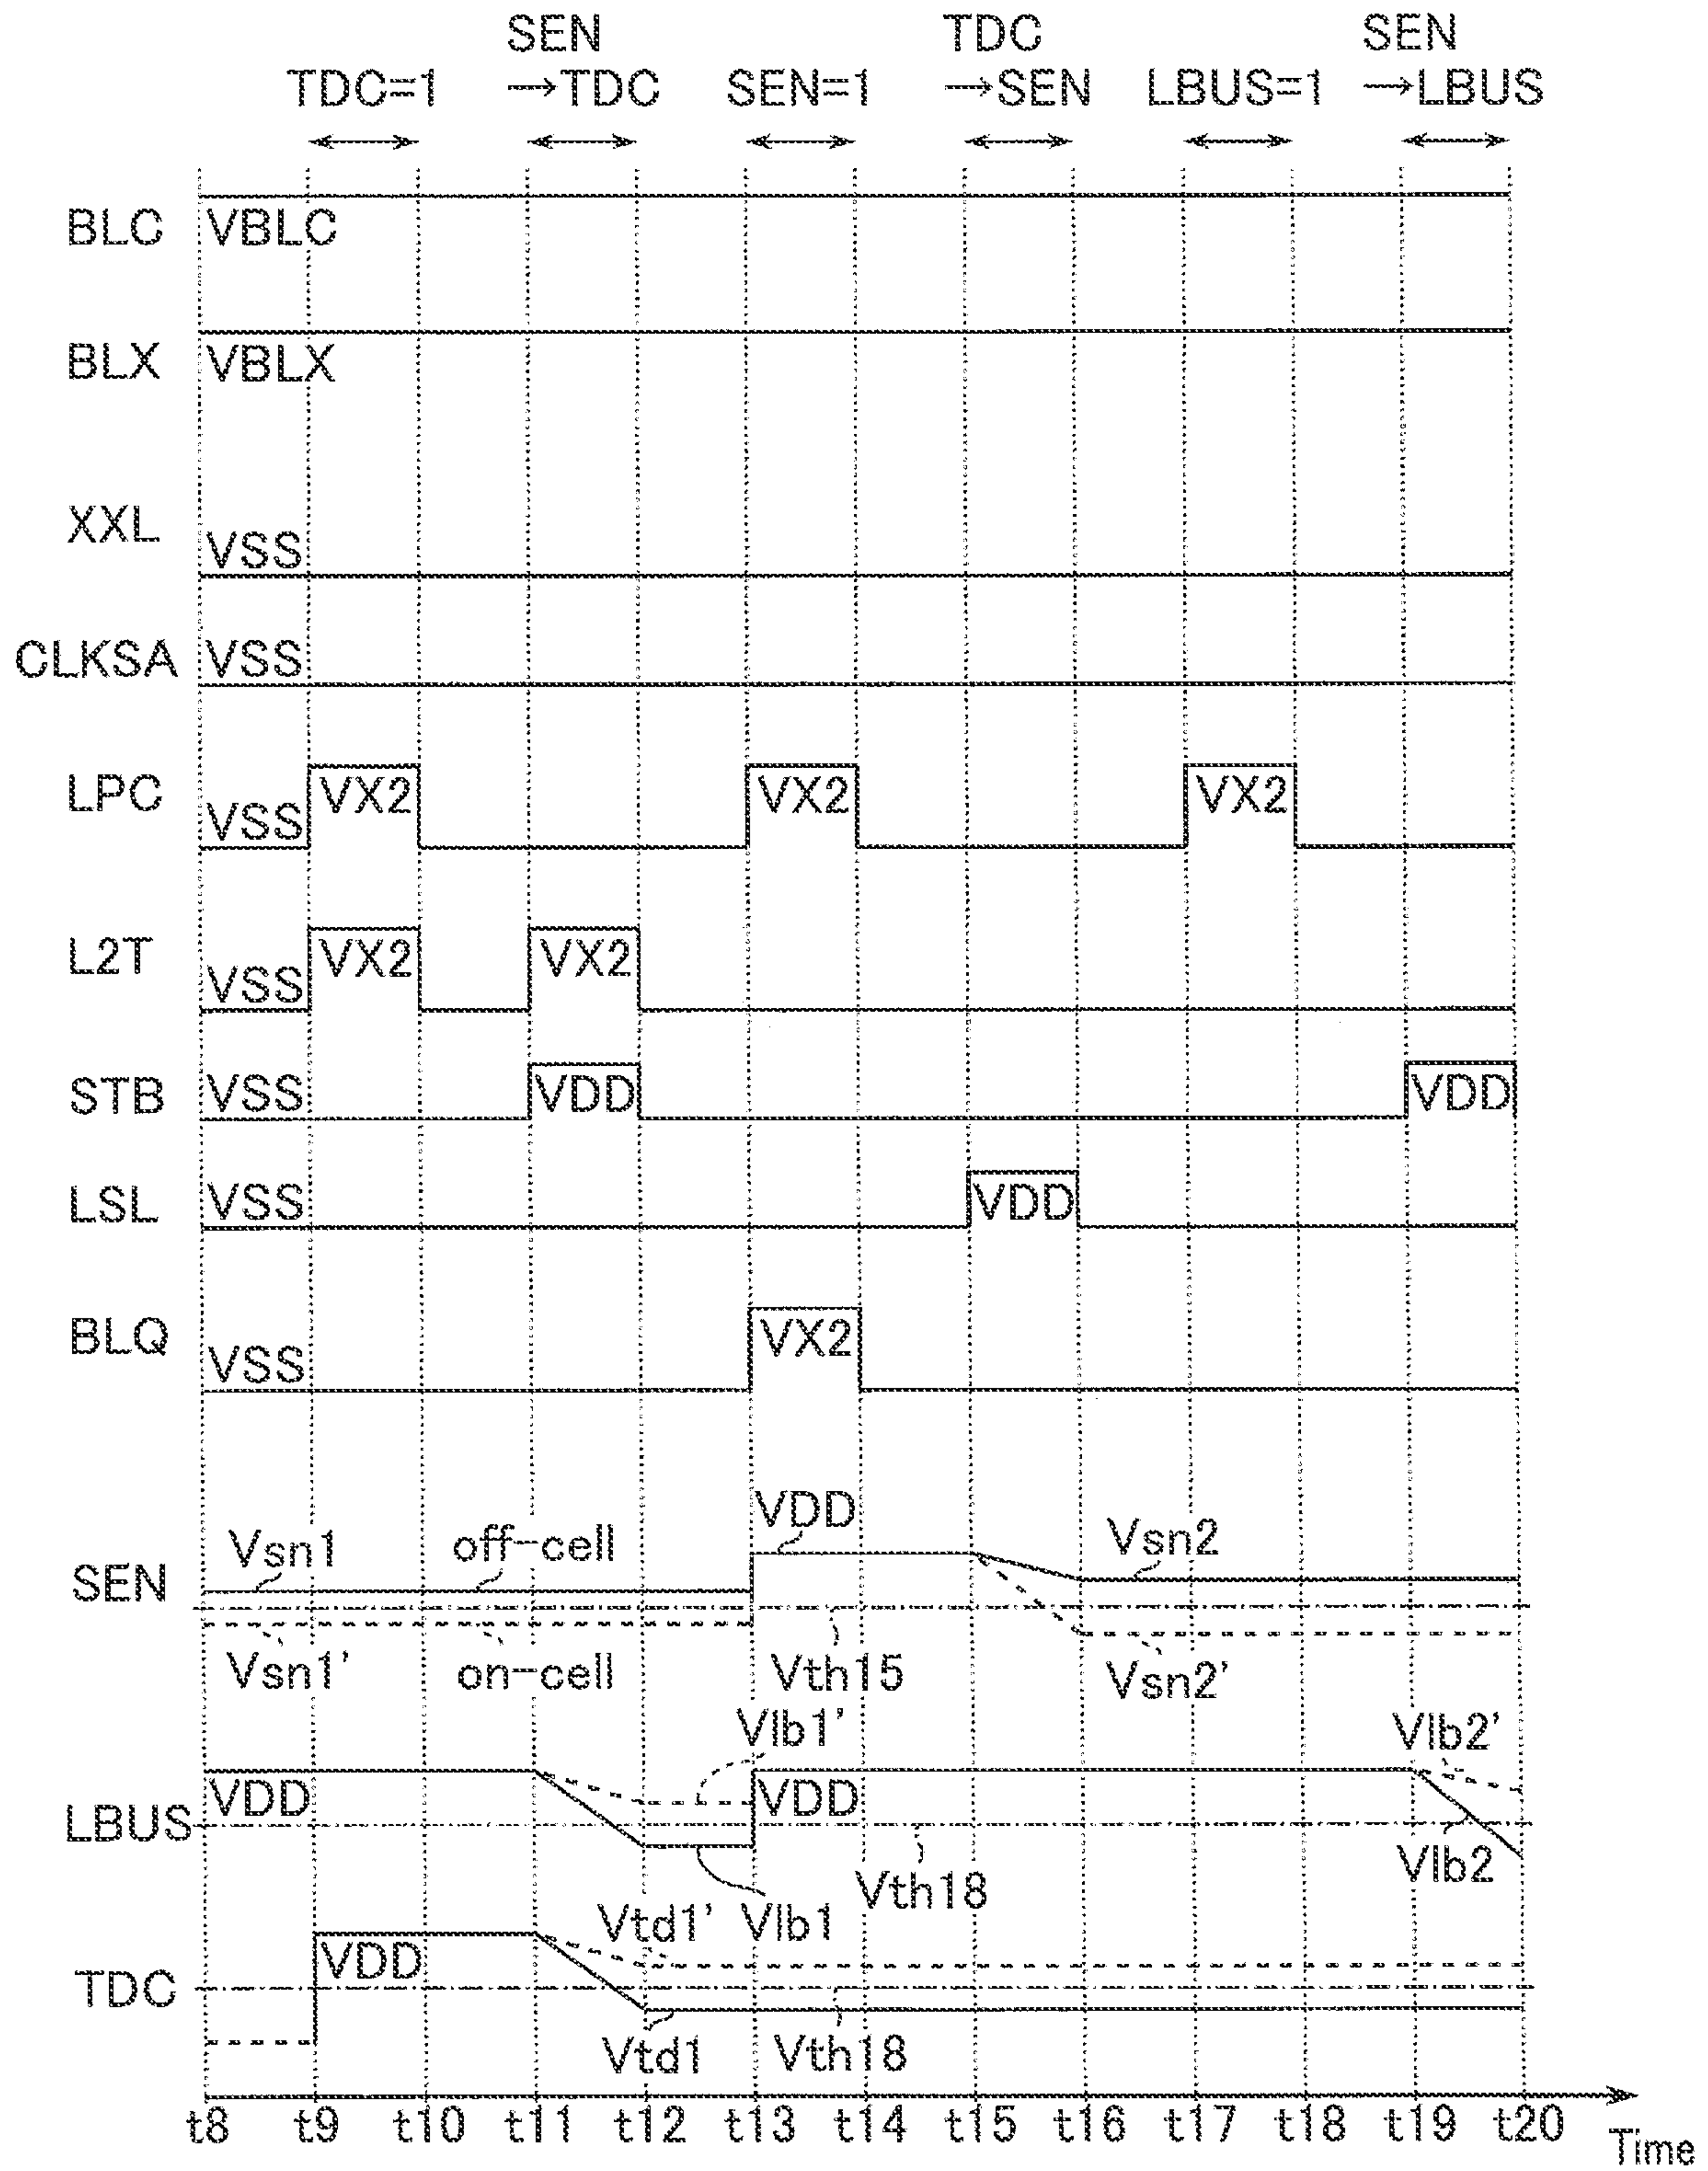 SEN TDC SEN
TDC=1 →TDC SEN=1 →SEN LBUS=1 →LBUS
BLC VBLC
BLX VBLX
XXL VSS
CLKSA VSS
LPC VSS VX2 VX2 VX2
L2T VSS VX2 VX2
STB VSS VDD VDD
LSL VSS VDD
BLQ VSS VX2
VDD
Vsn1 off-cell Vsn2
SEN
Vsn1' on-cell Vth15 Vsn2'
Vlb1' Vlb2'
VDD VDD
LBUS
Vth18 Vlb2
Vtd1' Vlb1
VDD
TDC
Vtd1 Vth18
t8 t9 t10 t11 t12 t13 t14 t15 t16 t17 t18 t19 t20
Time